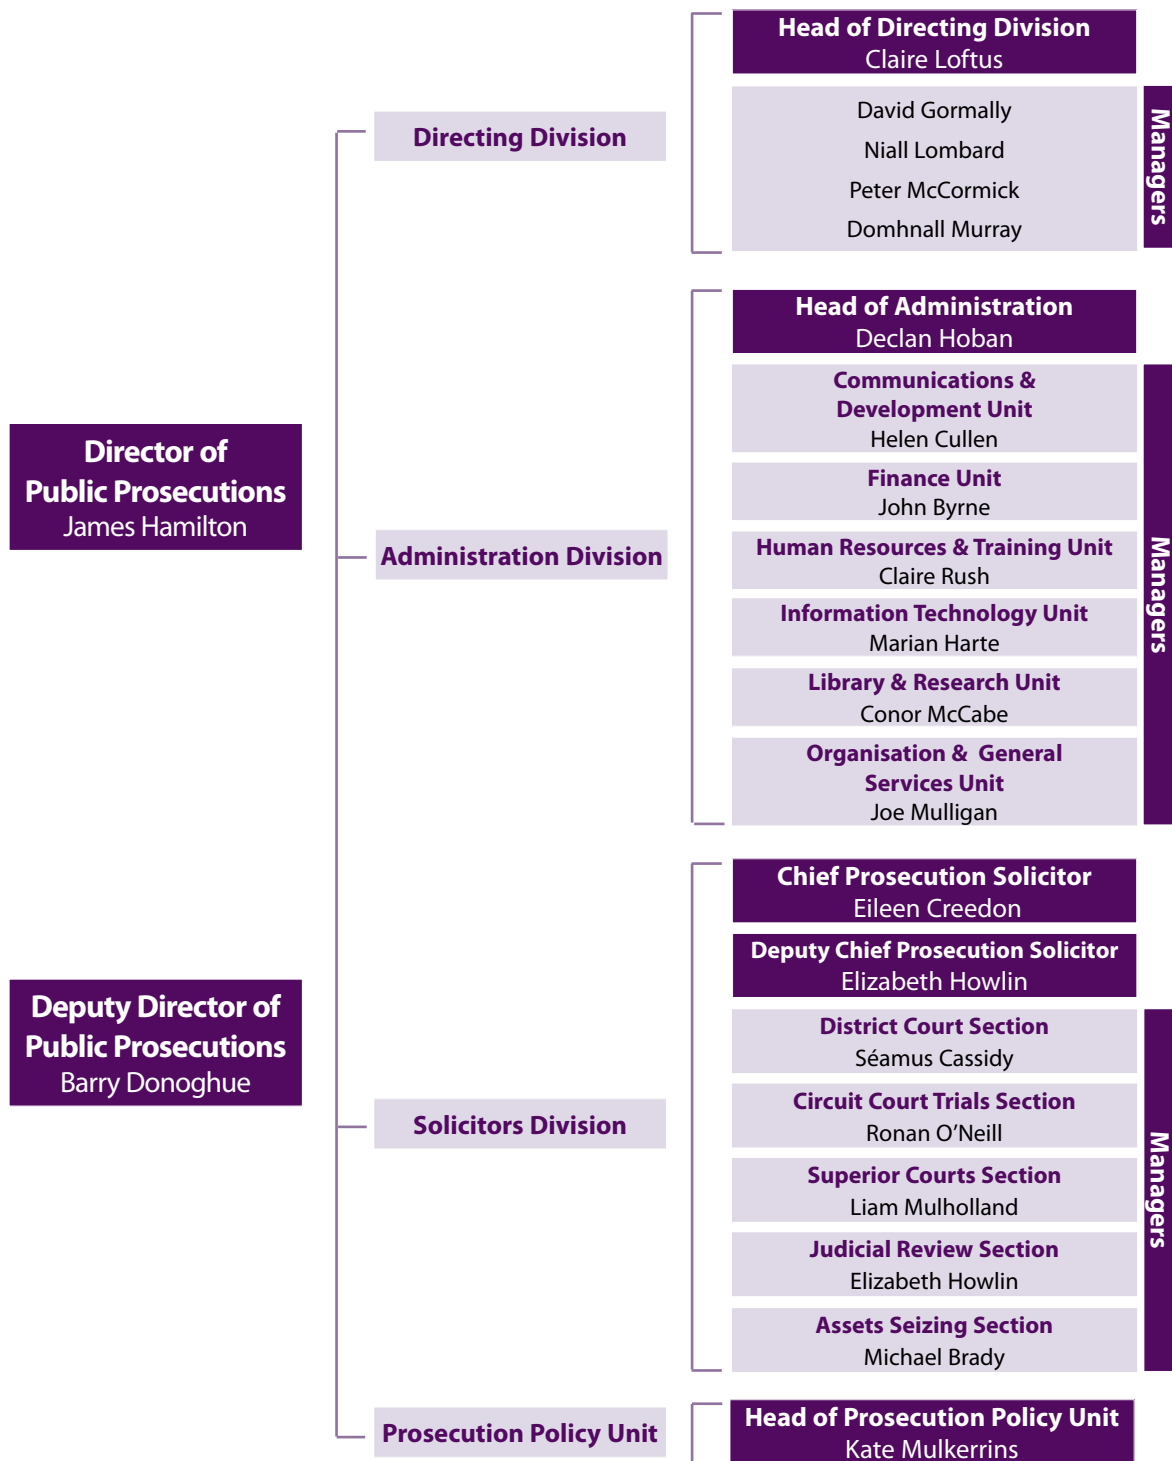 Director of
Public Prosecutions
James Hamilton
Deputy Director of
Public Prosecutions
Barry Donoghue
Directing Division
Head of Directing Division
Claire Loftus
David Gormally
Niall Lombard
Peter McCormick
Domhnall Murray
Managers
Administration Division
Head of Administration
Declan Hoban
Communications &
Development Unit
Helen Cullen
Finance Unit
John Byrne
Human Resources & Training Unit
Claire Rush
Information Technology Unit
Marian Harte
Library & Research Unit
Conor McCabe
Organisation & General
Services Unit
Joe Mulligan
Managers
Solicitors Division
Chief Prosecution Solicitor
Eileen Creedon
Deputy Chief Prosecution Solicitor
Elizabeth Howlin
District Court Section
Séamus Cassidy
Circuit Court Trials Section
Ronan O’Neill
Superior Courts Section
Liam Mulholland
Judicial Review Section
Elizabeth Howlin
Assets Seizing Section
Michael Brady
Managers
Prosecution Policy Unit
Head of Prosecution Policy Unit
Kate Mulkerrins